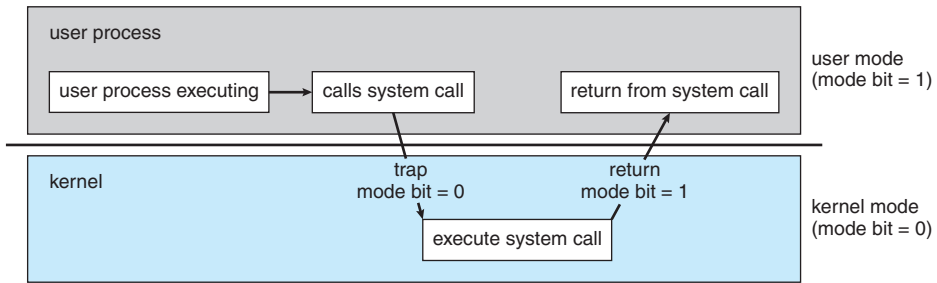 user process
user process executing
calls system call
return from system call
user mode
(mode bit = 1)
trap
mode bit = 0
return
mode bit = 1
kernel
execute system call
kernel mode
(mode bit = 0)